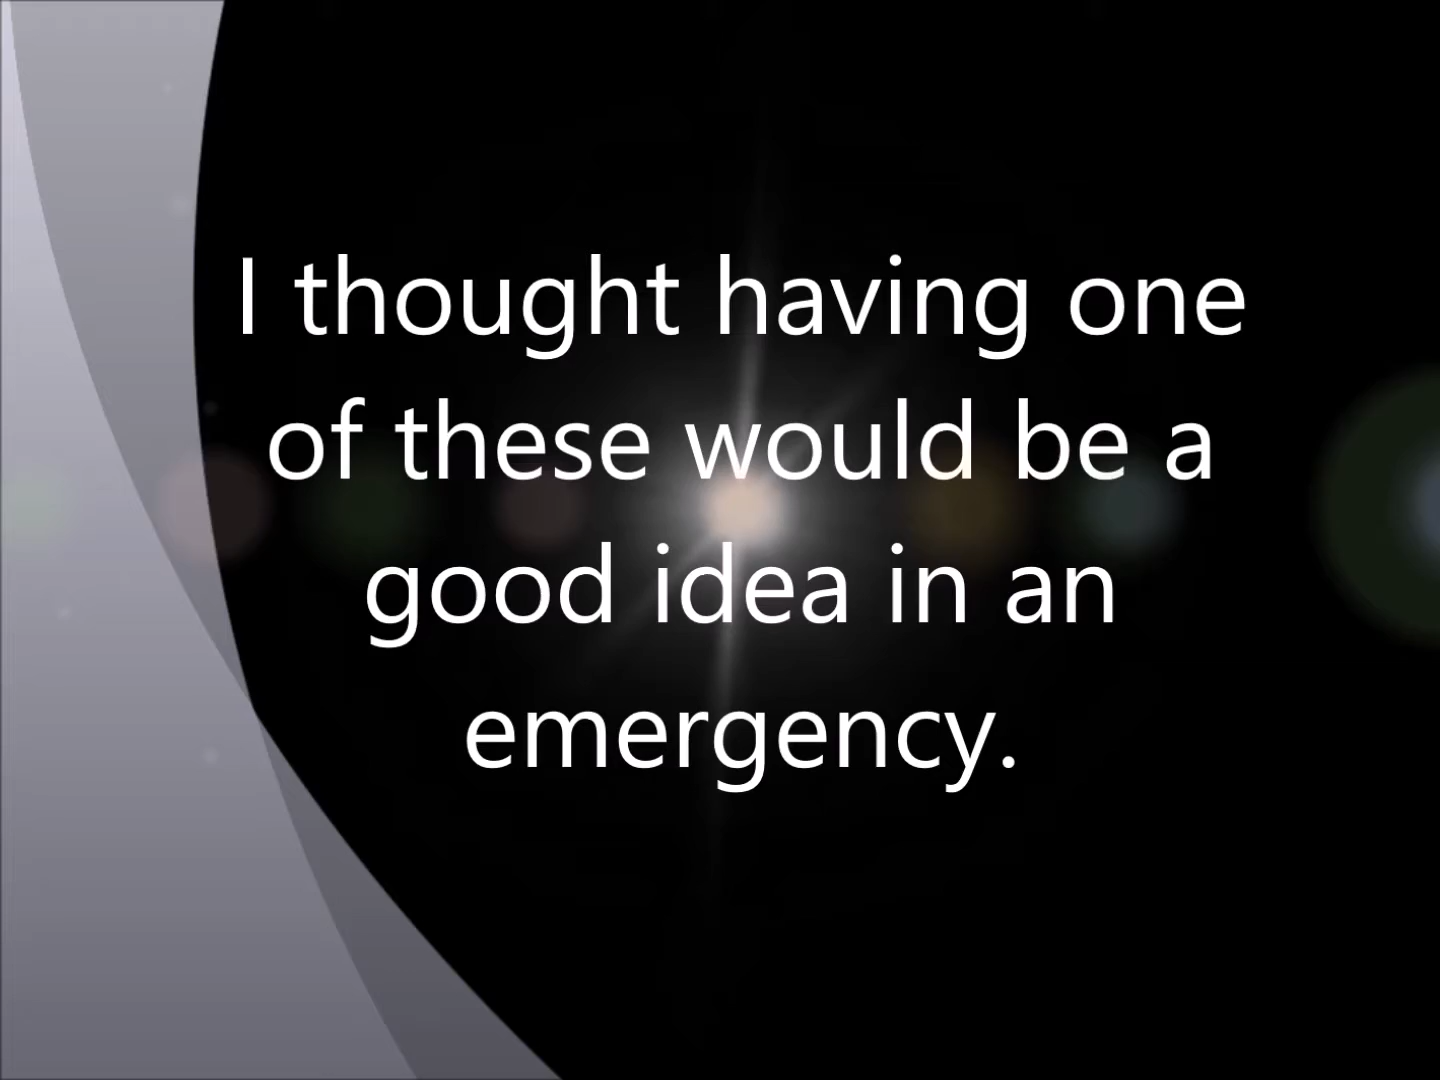 I thought having one
of these would be a
good idea in an
emergency.